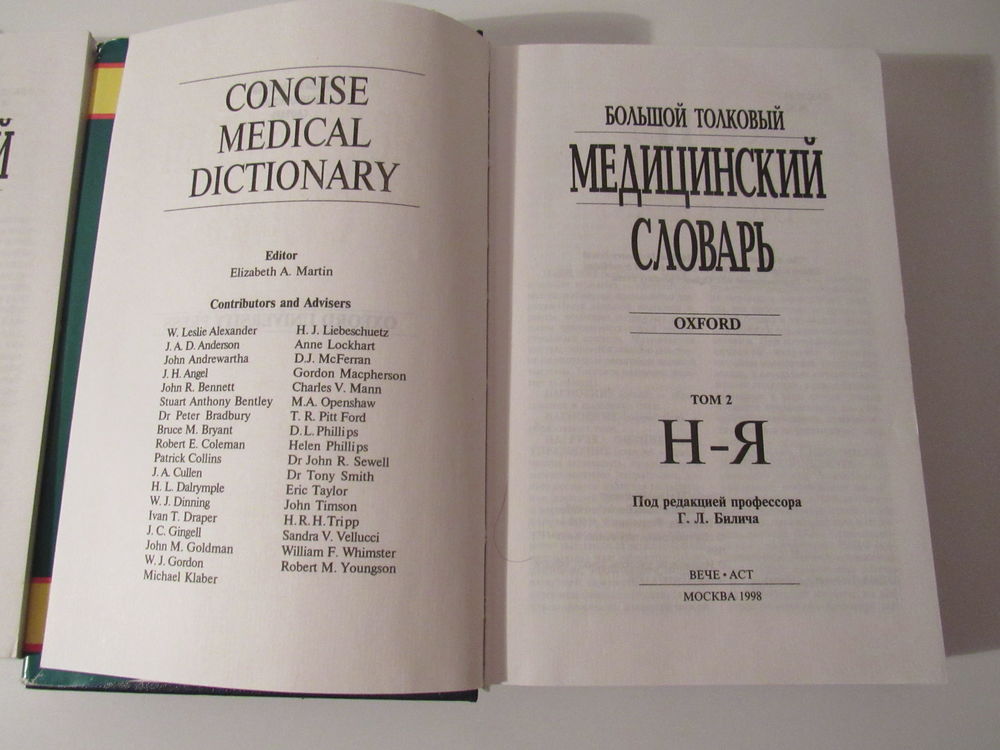 Й
CONCISE
MEDICAL
DICTIONARY
Editor
Elizabeth A. Martin
Contributors and Advisers
W. Leslie Alexander
J. A. D. Anderson
John Andrewartha
J. H. Angel
John R. Bennett
Stuart Anthony Bentley
Dr Peter Bradbury
Bruce M. Bryant
Robert E. Coleman
Patrick Collins
J. A. Cullen
H. L. Dalrymple
W. J. Dinning
Ivan T. Draper
J. C. Gingell
John M. Goldman
W. J. Gordon
Michael Klaber
H. J. Liebeschuetz
Anne Lockhart
D.J. McFerran
Gordon Macpherson
Charles V. Mann
M.A. Openshaw
T. R. Pitt Ford
D.L. Phillips
Helen Phillips
Dr John R. Sewell
Dr Tony Smith
Eric Taylor
John Timson
H.R.H. Tripp
Sandra V. Vellucci
William F. Whimster
Robert M. Youngson
БОЛЬШОЙ ТОЛКОВЫЙ
МЕДИЦИНСКИЙ
СЛОВАРЬ
OXFORD
ТОМ 2
Н-Я
Под редакцией профессора
Г. Л. Билича
ВЕЧЕ • АСТ
МОСКВА 1998